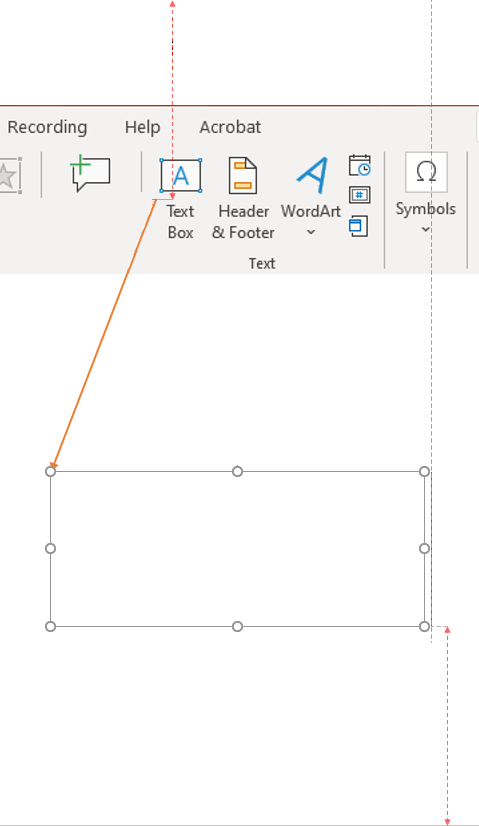 Recording Help Acrobat
A Ω
Text Header WordArt Symbols
Box & Footer
Text